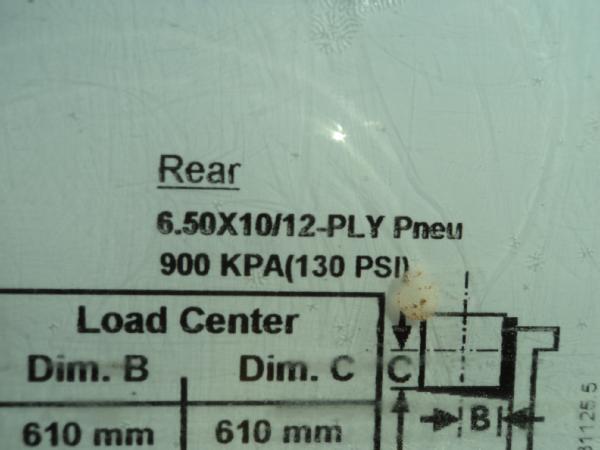 Rear
6.50X10/12-PLY Pneu
900 KPA(130 PSI)
Load Center
Dim. B Dim. C C
610 mm 610 mm B